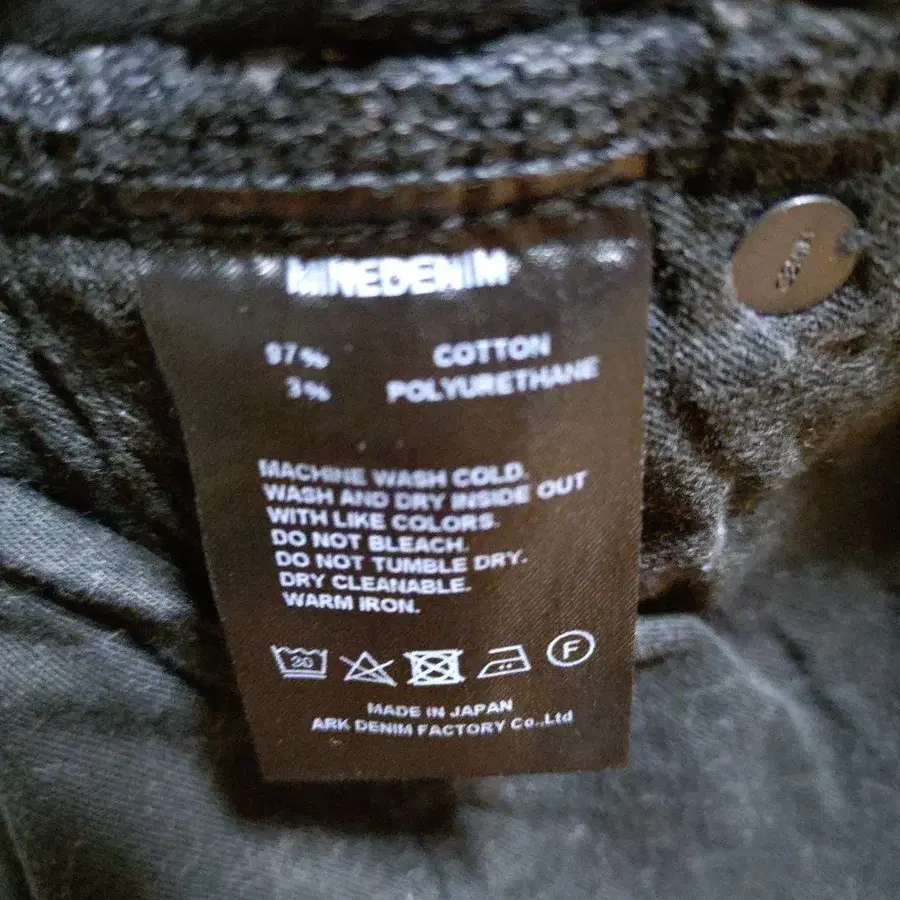 MINEDENIM
97% COTTON
3% POLYURETHANE
MACHINE WASH COLD.
WASH AND DRY INSIDE OUT
WITH LIKE COLORS.
DO NOT BLEACH.
DO NOT TUMBLE DRY.
DRY CLEANABLE.
WARM IRON.
30
F
MADE IN JAPAN
ARK DENIM FACTORY Co.,Ltd